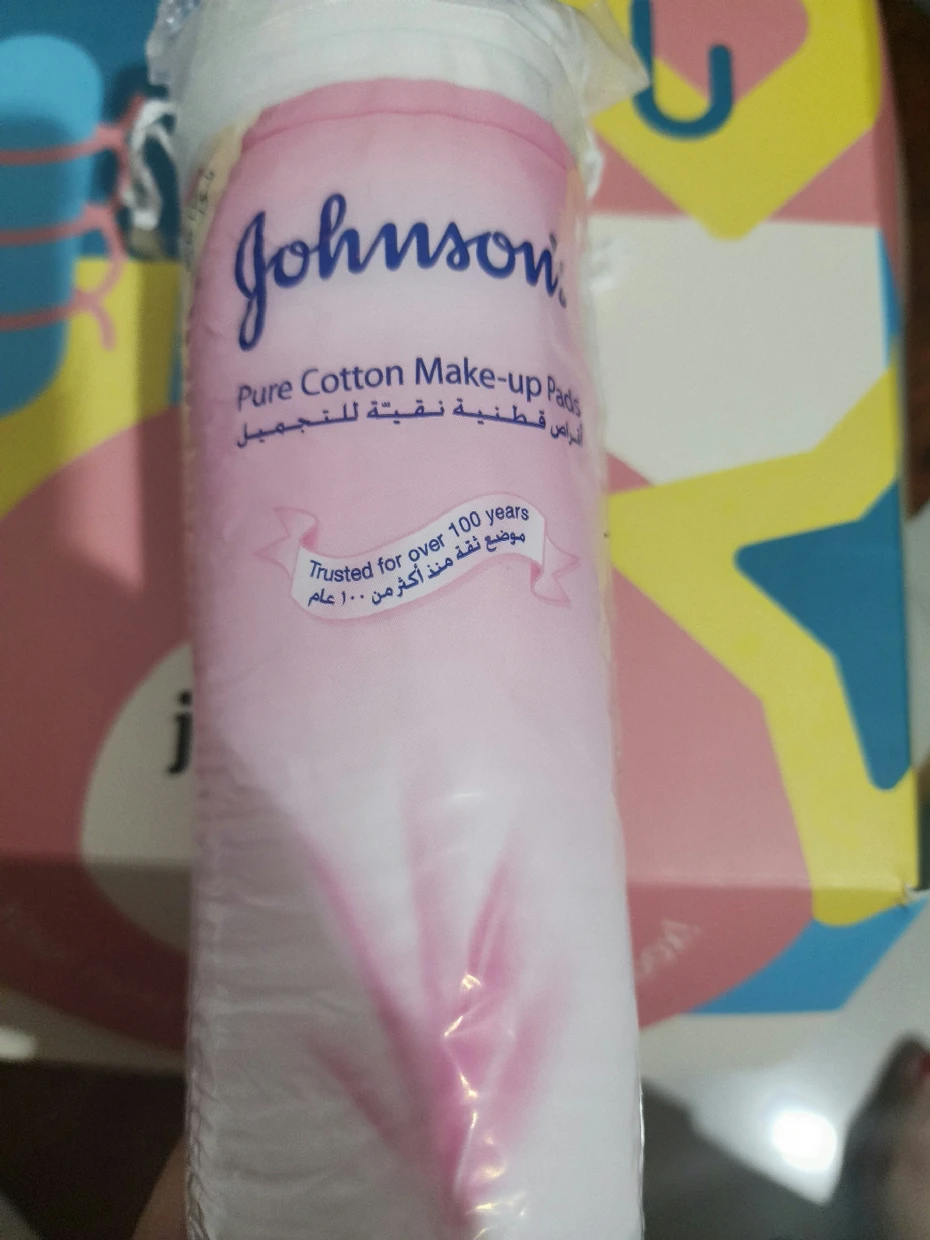 Johnson's
Pure Cotton Make-up Pads
أقراص قطنية نقيّة للتجميل
Trusted for over 100 years
موضع ثقة منذ أكثر من ١٠٠ عام
j